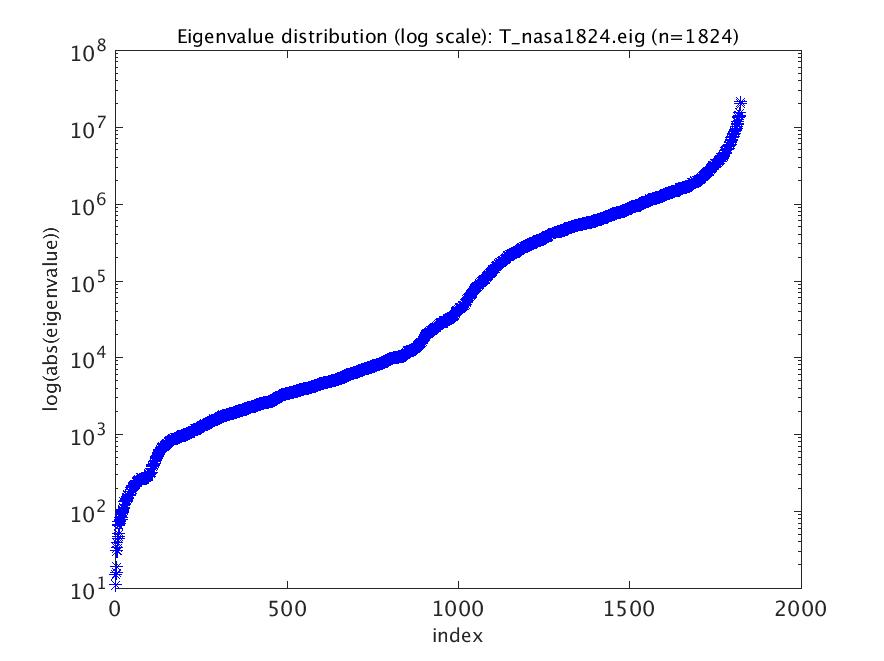 Eigenvalue distribution (log scale): T_nasa1824.eig (n=1824)
10^8
10^7
10^6
10^5
10^4
10^3
10^2
10^1
log(abs(eigenvalue))
0 500 1000 1500 2000
index